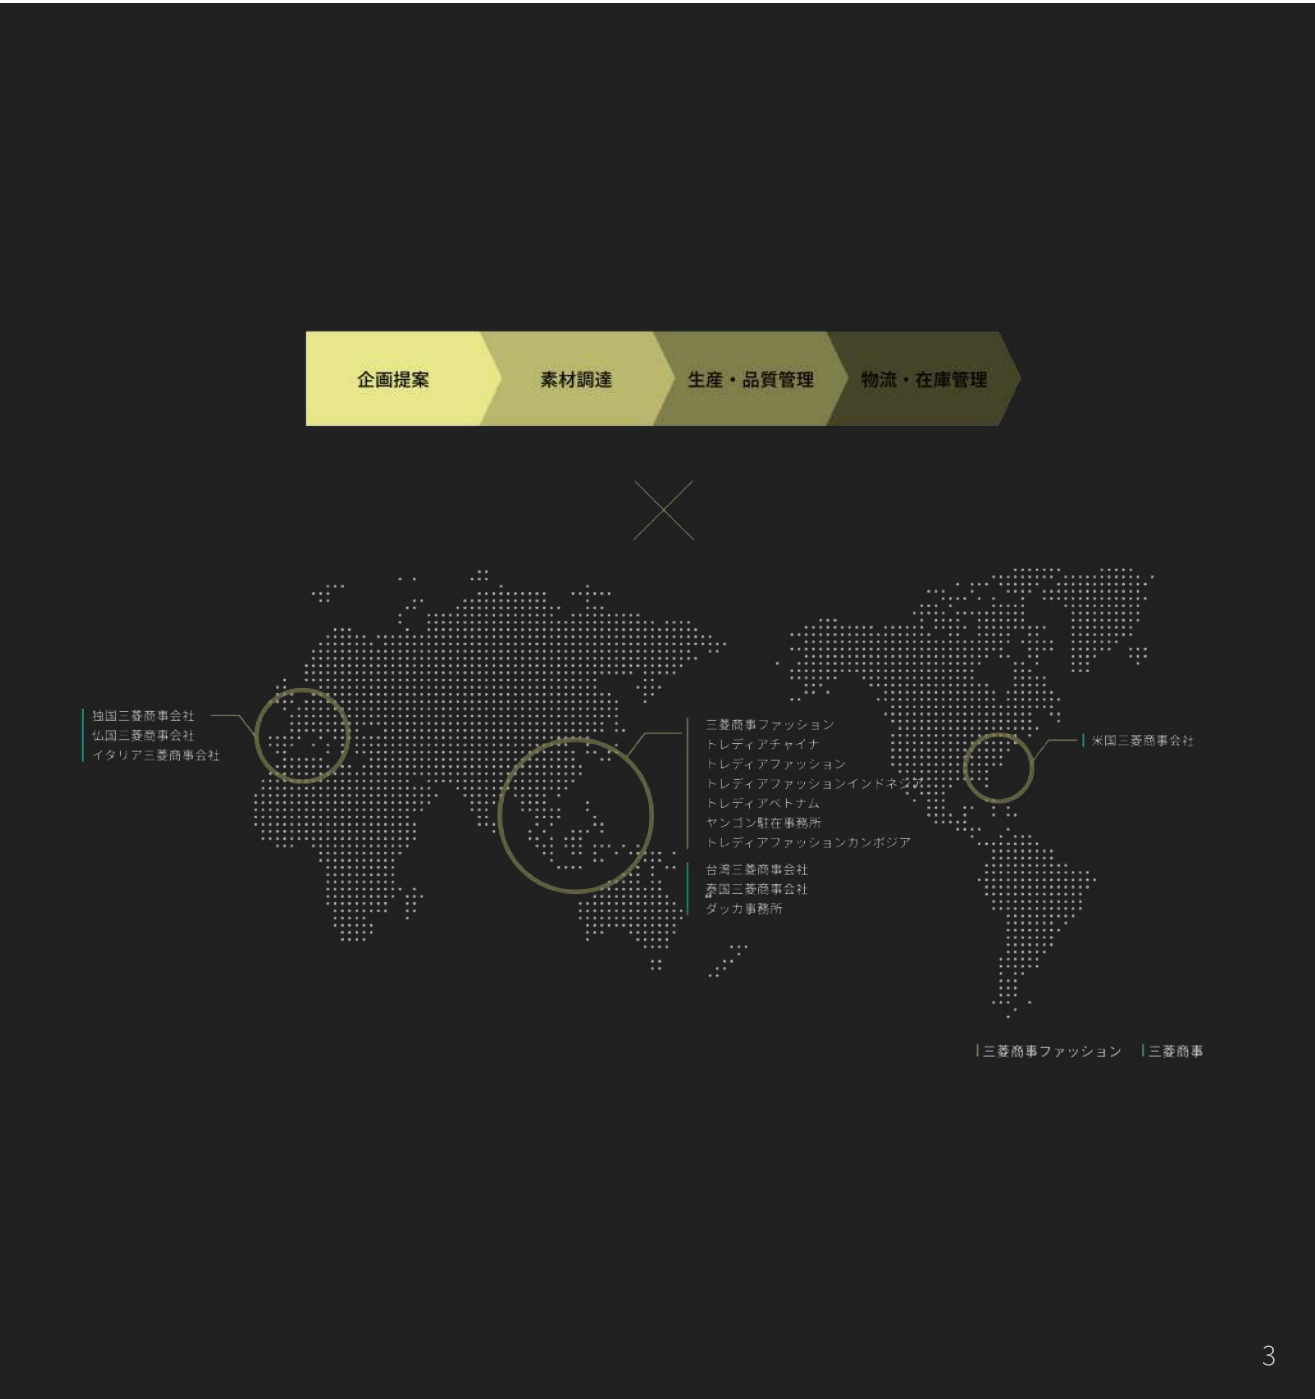 企画提案
素材調達
生産・品質管理
物流・在庫管理
独国三菱商事会社
仏国三菱商事会社
イタリア三菱商事会社
三菱商事ファッション
トレディアチャイナ
トレディアファッション
トレディアファッションインドネシア
トレディアベトナム
ヤンゴン駐在事務所
トレディアファッションカンボジア
台湾三菱商事会社
泰国三菱商事会社
ダッカ事務所
米国三菱商事会社
三菱商事ファッション
三菱商事
3